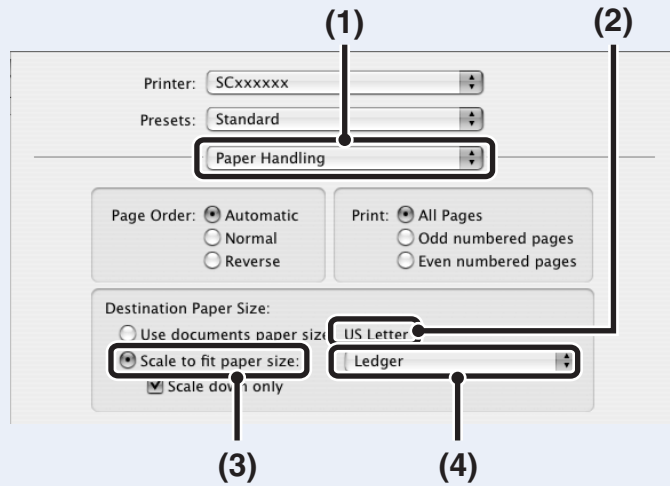 (1) (2)
Printer: SCxxxxxx
Presets: Standard
Paper Handling
Page Order: Automatic Print: All Pages
Normal Odd numbered pages
Reverse Even numbered pages
Destination Paper Size:
Use documents paper size US Letter
Scale to fit paper size: Ledger
Scale down only
(3) (4)